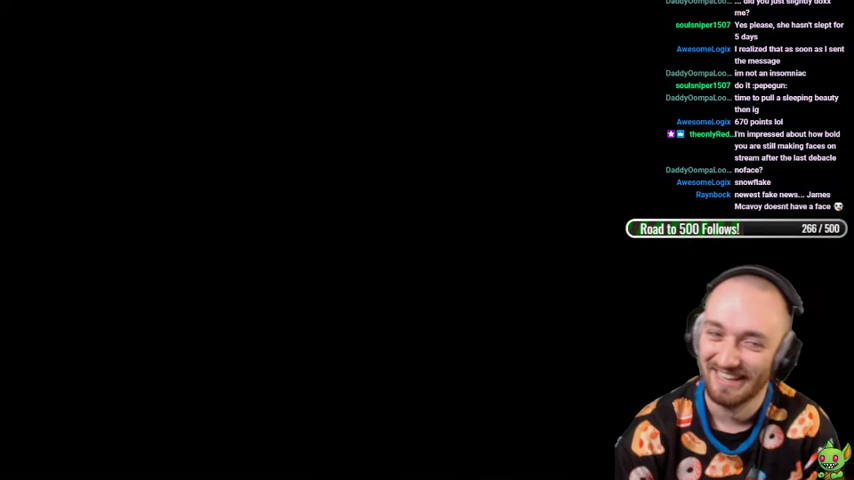 DaddyOompaLoo... ... did you just slightly doxx
me?
soulsniper1507 Yes please, she hasn't slept for
5 days
AwesomeLogix I realized that as soon as I sent
the message
DaddyOompaLoo... im not an insomniac
soulsniper1507 do it :pepegun:
DaddyOompaLoo... time to pull a sleeping beauty
then ig
AwesomeLogix 670 points lol
theonlyRed... I'm impressed about how bold
you are still making faces on
stream after the last debacle
DaddyOompaLoo... noface?
AwesomeLogix snowflake
Raynbock newest fake news... James
Mcavoy doesnt have a face
Road to 500 Follows! 266 / 500